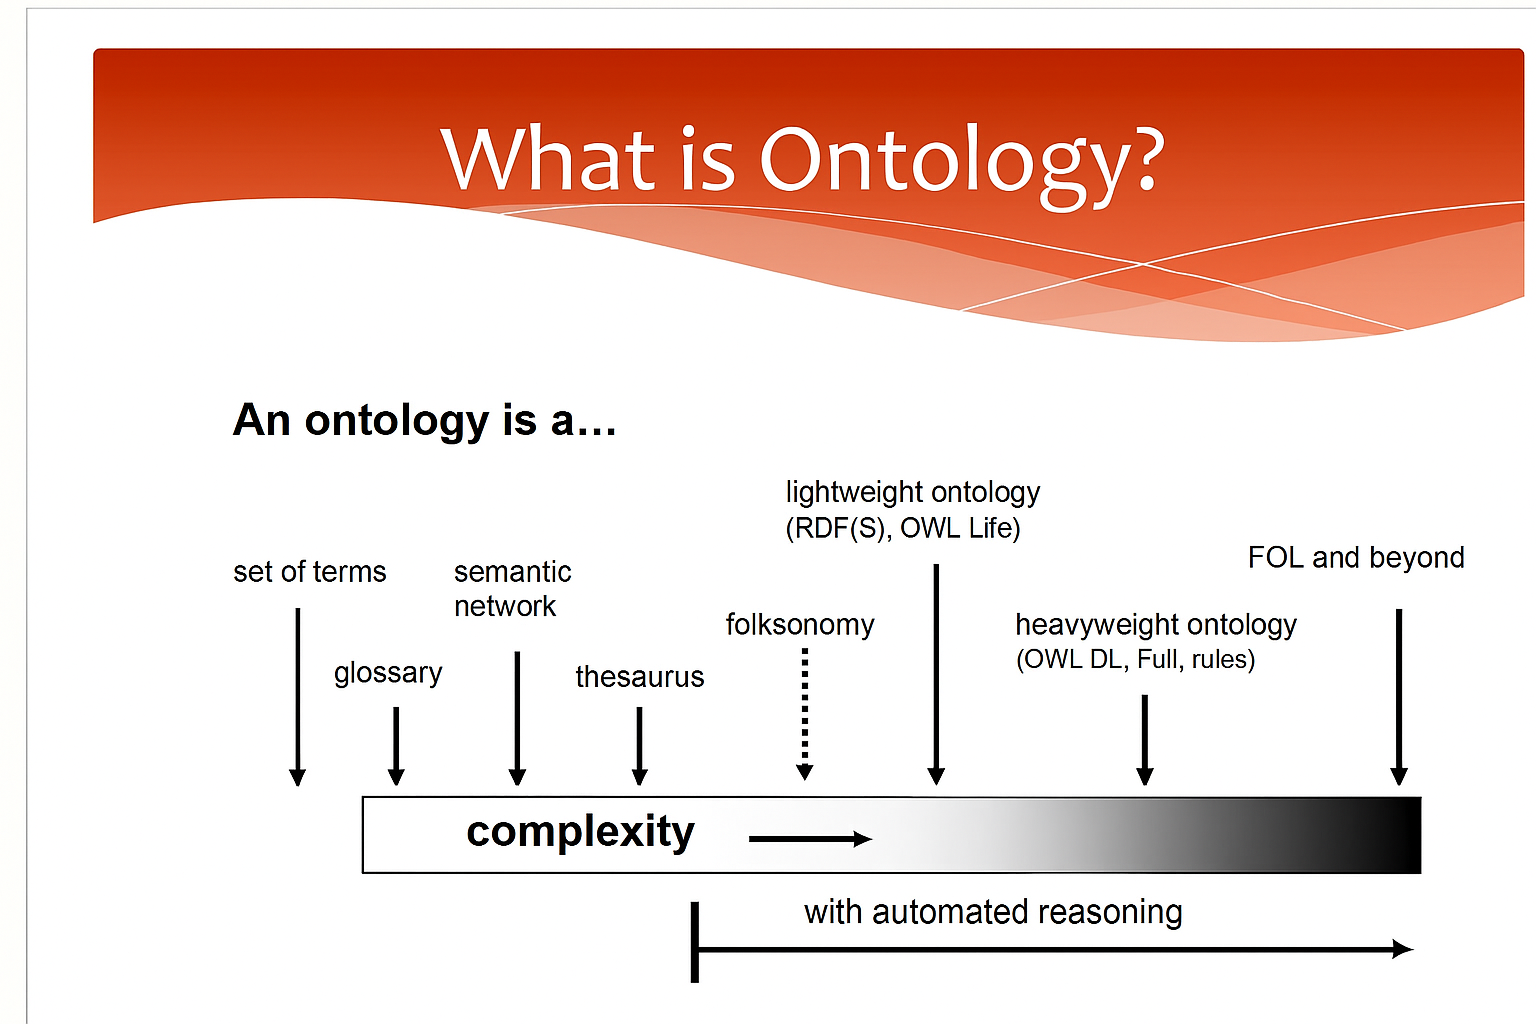 What is Ontology?
An ontology is a...
lightweight ontology
(RDF(S), OWL Life)
FOL and beyond
set of terms
semantic
network
folksonomy
heavyweight ontology
(OWL DL, Full, rules)
glossary
thesaurus
complexity
with automated reasoning